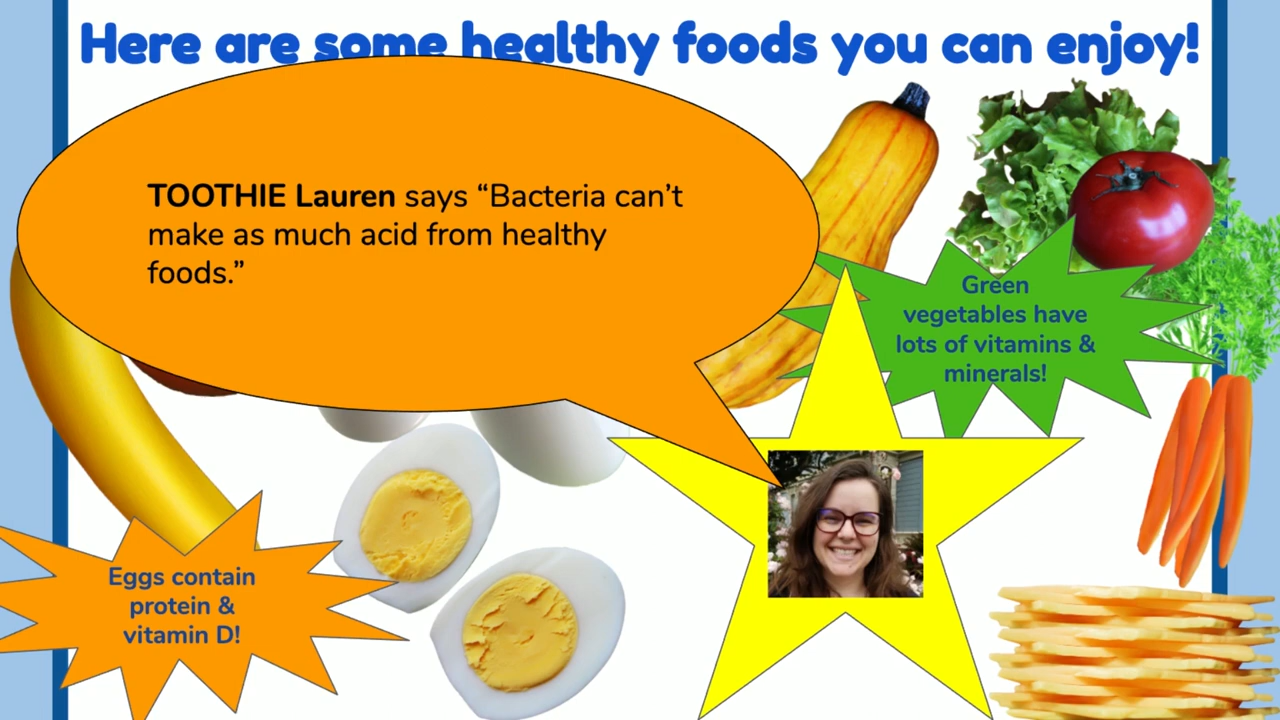 Here are some healthy foods you can enjoy!
TOOTHIE Lauren says “Bacteria can’t
make as much acid from healthy
foods.”
Green
vegetables have
lots of vitamins &
minerals!
Eggs contain
protein &
vitamin D!